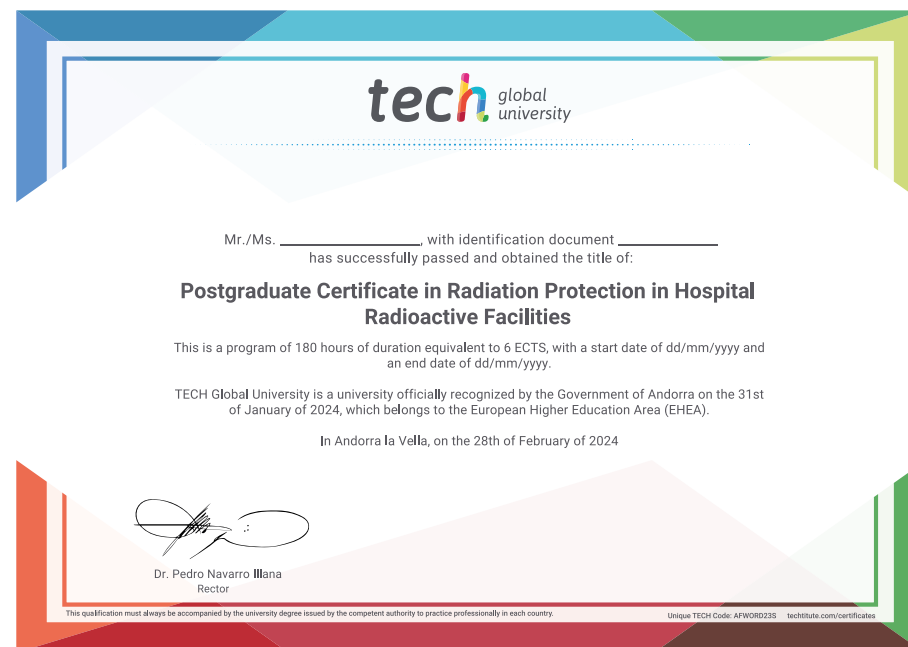 tech global
university
Mr./Ms. ____________, with identification document ____________
has successfully passed and obtained the title of:
Postgraduate Certificate in Radiation Protection in Hospital
Radioactive Facilities
This is a program of 180 hours of duration equivalent to 6 ECTS, with a start date of dd/mm/yyyy and
an end date of dd/mm/yyyy.
TECH Global University is a university officially recognized by the Government of Andorra on the 31st
of January of 2024, which belongs to the European Higher Education Area (EHEA).
In Andorra la Vella, on the 28th of February of 2024
Dr. Pedro Navarro Illana
Rector
This qualification must always be accompanied by the university degree issued by the competent authority to practice professionally in each country.
Unique TECH Code: AFWORD23S techtitute.com/certificates